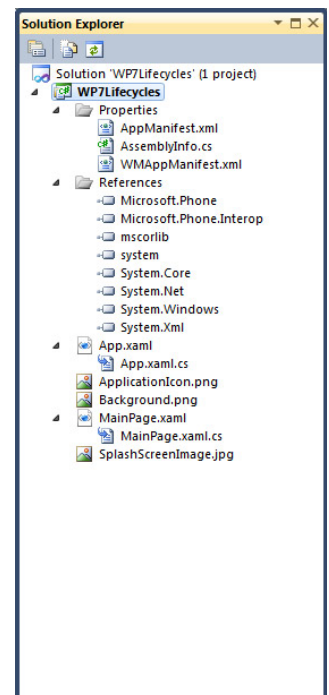 Solution Explorer
Solution 'WP7Lifecycles' (1 project)
WP7Lifecycles
Properties
AppManifest.xml
AssemblyInfo.cs
WMAppManifest.xml
References
Microsoft.Phone
Microsoft.Phone.Interop
mscorlib
system
System.Core
System.Net
System.Windows
System.Xml
App.xaml
App.xaml.cs
ApplicationIcon.png
Background.png
MainPage.xaml
MainPage.xaml.cs
SplashScreenImage.jpg